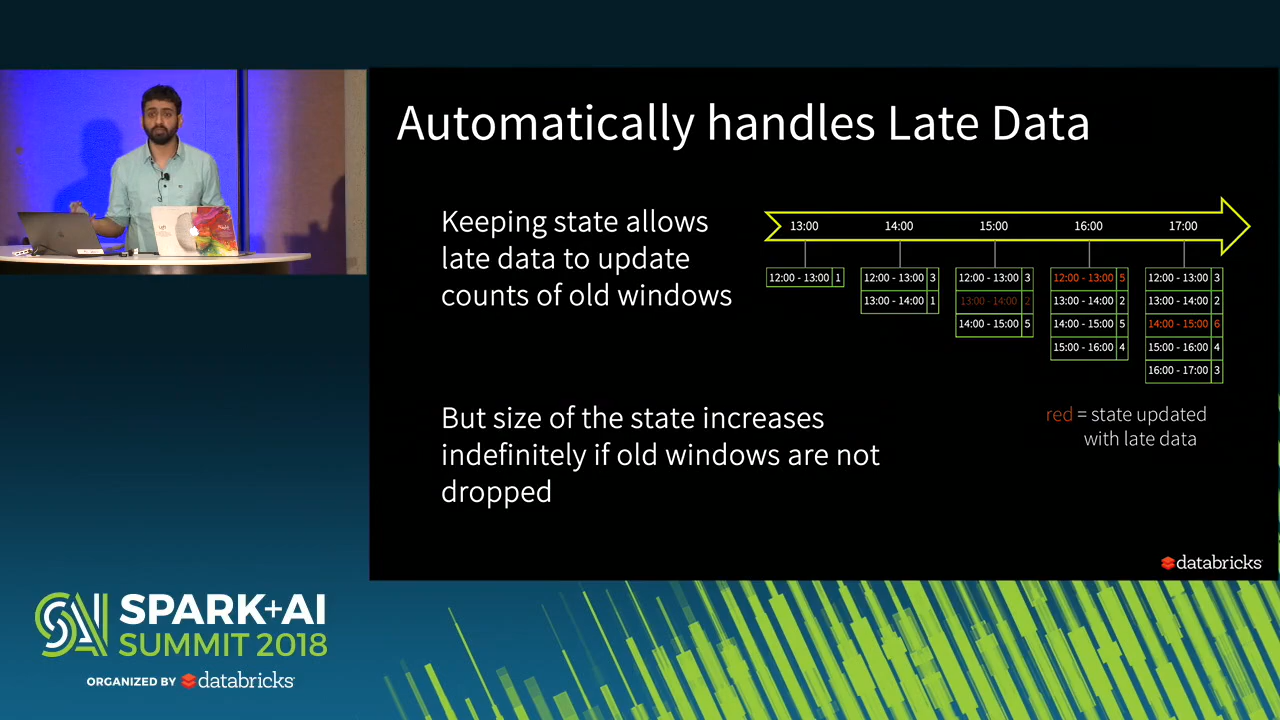 Automatically handles Late Data
Keeping state allows
late data to update
counts of old windows
13:00 14:00 15:00 16:00 17:00
12:00 - 13:00 1
12:00 - 13:00 3
13:00 - 14:00 1
12:00 - 13:00 3
13:00 - 14:00 2
14:00 - 15:00 5
12:00 - 13:00 5
13:00 - 14:00 2
14:00 - 15:00 5
15:00 - 16:00 4
12:00 - 13:00 3
13:00 - 14:00 2
14:00 - 15:00 6
15:00 - 16:00 4
16:00 - 17:00 3
red = state updated
with late data
But size of the state increases
indefinitely if old windows are not
dropped
databricks
SPARK+AI
SUMMIT 2018
ORGANIZED BY databricks